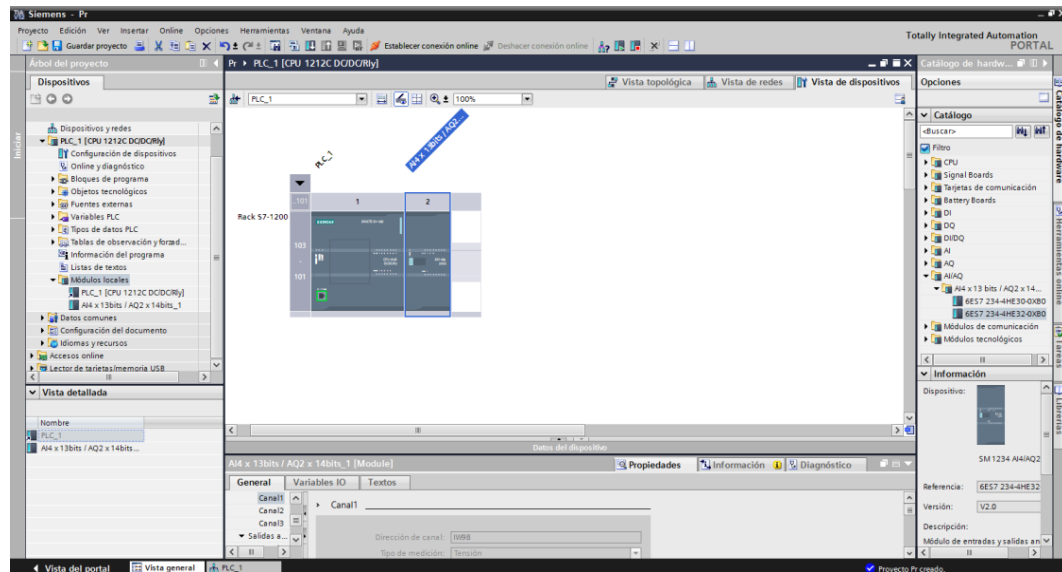 Siemens - Pr
Proyecto Edición Ver Insertar Online Opciones Herramientas Ventana Ayuda
Guardar proyecto
Establecer conexión online
Deshacer conexión online
Totally Integrated Automation
PORTAL
Árbol del proyecto
Dispositivos
Iniciar
Dispositivos y redes
PLC_1 [CPU 1212C DC/DC/Rly]
Configuración de dispositivos
Online y diagnóstico
Bloques de programa
Objetos tecnológicos
Fuentes externas
Variables PLC
Tipos de datos PLC
Tablas de observación y forzad...
Información del programa
Listas de textos
Módulos locales
PLC_1 [CPU 1212C DC/DC/Rly]
AI4 x 13bits / AQ2 x 14bits_1
Datos comunes
Configuración del documento
Idiomas y recursos
Accesos online
Lector de tarjetas/memoria USB
Vista detallada
Nombre
PLC_1
AI4 x 13bits / AQ2 x 14bits...
Pr
PLC_1 [CPU 1212C DC/DC/Rly]
Vista topológica
Vista de redes
Vista de dispositivos
PLC_1
100%
PLC_1
AI4 x 13bits / AQ2...
..101
1
2
Rack S7-1200
103
101
SIEMENS
Datos del dispositivo
AI4 x 13bits / AQ2 x 14bits_1 [Module]
Propiedades
Información
Diagnóstico
General
Variables IO
Textos
Canal1
Canal2
Canal3
Salidas a...
Canal1
Dirección de canal:
IW98
Tipo de medición:
Tensión
Catálogo de hardw...
Opciones
Catálogo
<Buscar>
Filtro
CPU
Signal Boards
Tarjetas de comunicación
Battery Boards
DI
DQ
DI/DQ
AI
AQ
AI/AQ
AI4 x 13 bits / AQ2 x 14...
6ES7 234-4HE30-0XB0
6ES7 234-4HE32-0XB0
Módulos de comunicación
Módulos tecnológicos
Información
Dispositivo:
SM 1234 AI4/AQ2
Referencia:
6ES7 234-4HE32
Versión:
V2.0
Descripción:
Módulo de entradas y salidas an
Catálogo de hardware
Herramientas online
Tareas
Librerías
Vista del portal
Vista general
PLC_1
Proyecto Pr creado.